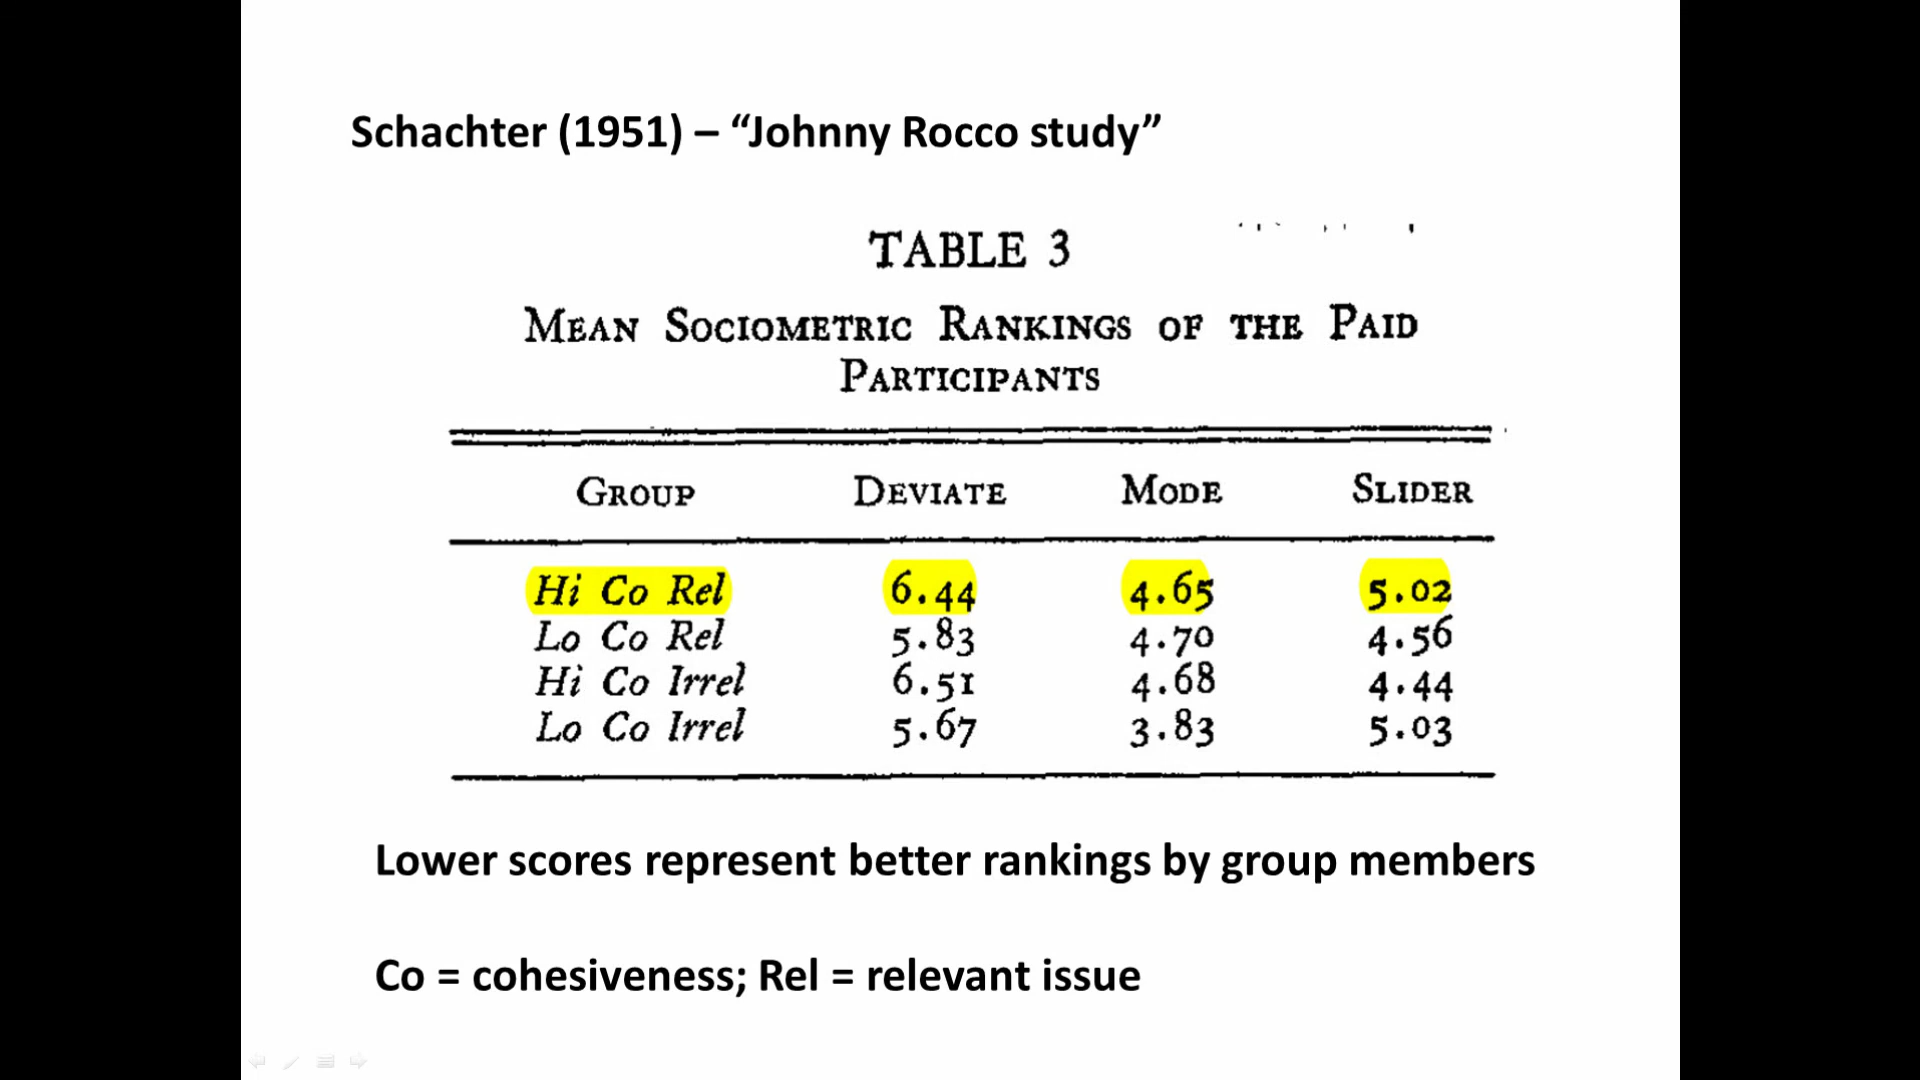 Schachter (1951) – “Johnny Rocco study”
TABLE 3
MEAN SOCIOMETRIC RANKINGS OF THE PAID
PARTICIPANTS
GROUP DEVIATE MODE SLIDER
Hi Co Rel 6.44 4.65 5.02
Lo Co Rel 5.83 4.70 4.56
Hi Co Irrel 6.51 4.68 4.44
Lo Co Irrel 5.67 3.83 5.03
Lower scores represent better rankings by group members
Co = cohesiveness; Rel = relevant issue